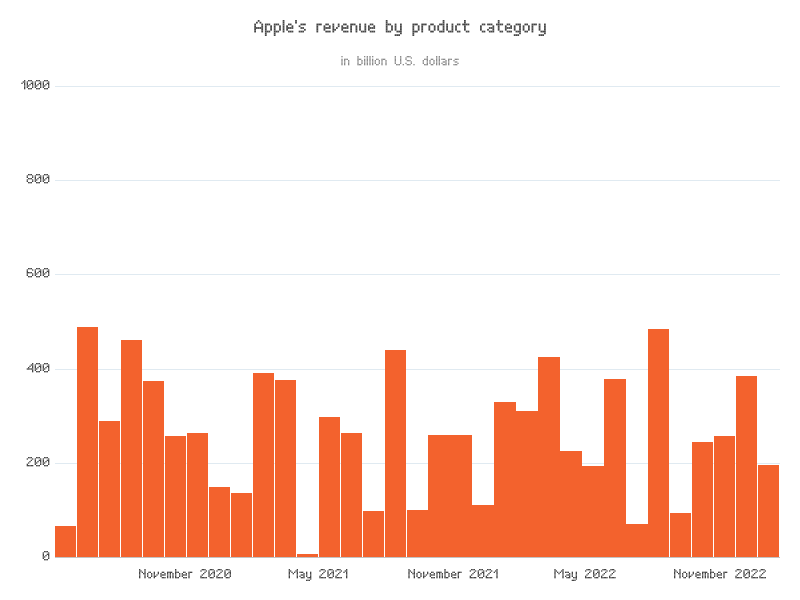 Apple's revenue by product category
in billion U.S. dollars
1000
800
600
400
200
0
November 2020 May 2021 November 2021 May 2022 November 2022